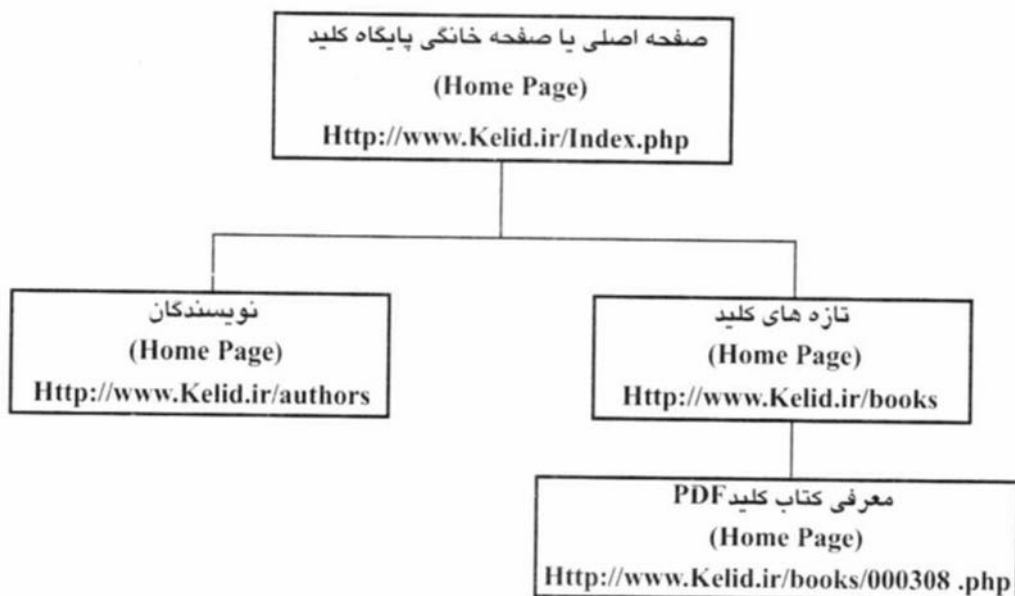 صفحه اصلی یا صفحه خانگی پایگاه کلید
(Home Page)
Http://www.Kelid.ir/Index.php
تازه های کلید
(Home Page)
Http://www.Kelid.ir/books
نویسندگان
(Home Page)
Http://www.Kelid.ir/authors
معرفی کتاب کلیدPDF
(Home Page)
Http://www.Kelid.ir/books/000308 .php